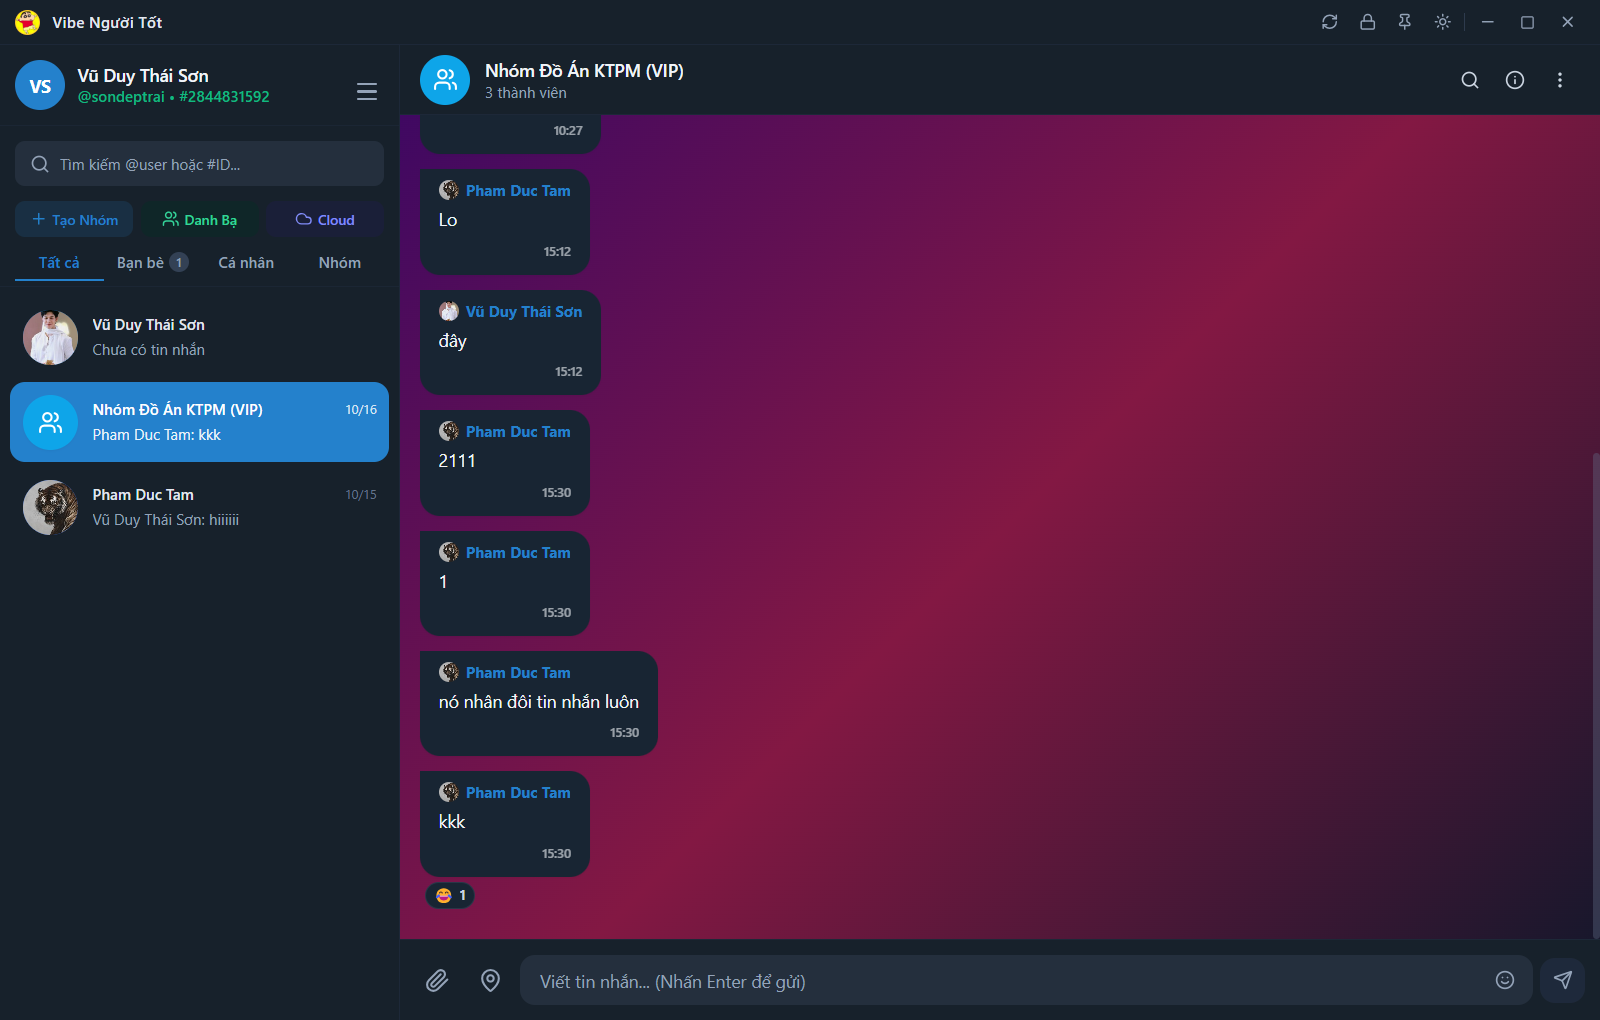 Vibe Người Tốt
VS
Vũ Duy Thái Sơn
@sondeptrai • #2844831592
Tìm kiếm @user hoặc #ID...
Tạo Nhóm
Danh Bạ
Cloud
Tất cả
Bạn bè 1
Cá nhân
Nhóm
Vũ Duy Thái Sơn
Chưa có tin nhắn
Nhóm Đồ Án KTPM (VIP) 10/16
Pham Duc Tam: kkk
Pham Duc Tam 10/15
Vũ Duy Thái Sơn: hiiiiii
Nhóm Đồ Án KTPM (VIP)
3 thành viên
10:27
Pham Duc Tam
Lo
15:12
Vũ Duy Thái Sơn
đây
15:12
Pham Duc Tam
2111
15:30
Pham Duc Tam
1
15:30
Pham Duc Tam
nó nhân đôi tin nhắn luôn
15:30
Pham Duc Tam
kkk
15:30
😂 1
Viết tin nhắn... (Nhấn Enter để gửi)